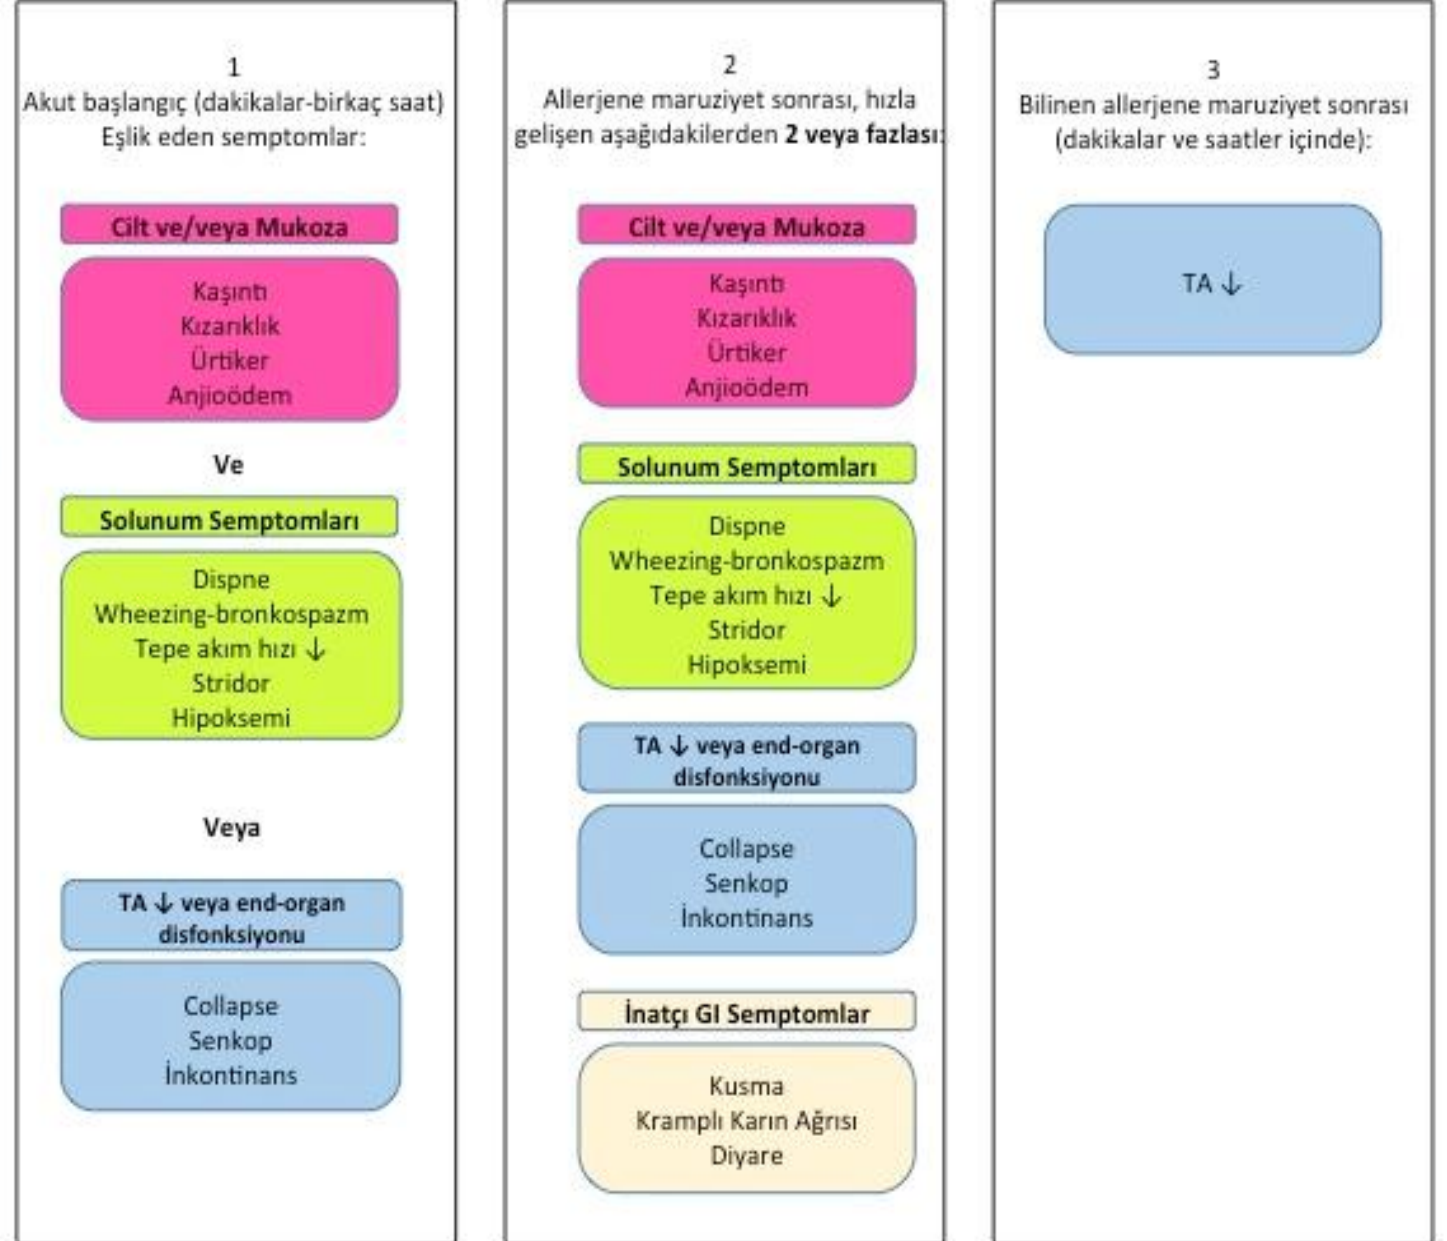 1
Akut başlangıç (dakikalar-birkaç saat)
Eşlik eden semptomlar:
Cilt ve/veya Mukoza
Kaşıntı
Kızarıklık
Ürtiker
Anjioödem
Ve
Solunum Semptomları
Dispne
Wheezing-bronkospazm
Tepe akım hızı ↓
Stridor
Hipoksemi
Veya
TA ↓ veya end-organ
disfonksiyonu
Collapse
Senkop
İnkontinans
2
Allerjene maruziyet sonrası, hızla
gelişen aşağıdakilerden 2 veya fazlası:
Cilt ve/veya Mukoza
Kaşıntı
Kızarıklık
Ürtiker
Anjioödem
Solunum Semptomları
Dispne
Wheezing-bronkospazm
Tepe akım hızı ↓
Stridor
Hipoksemi
TA ↓ veya end-organ
disfonksiyonu
Collapse
Senkop
İnkontinans
İnatçı GI Semptomlar
Kusma
Kramplı Karın Ağrısı
Diyare
3
Bilinen allerjene maruziyet sonrası
(dakikalar ve saatler içinde):
TA ↓